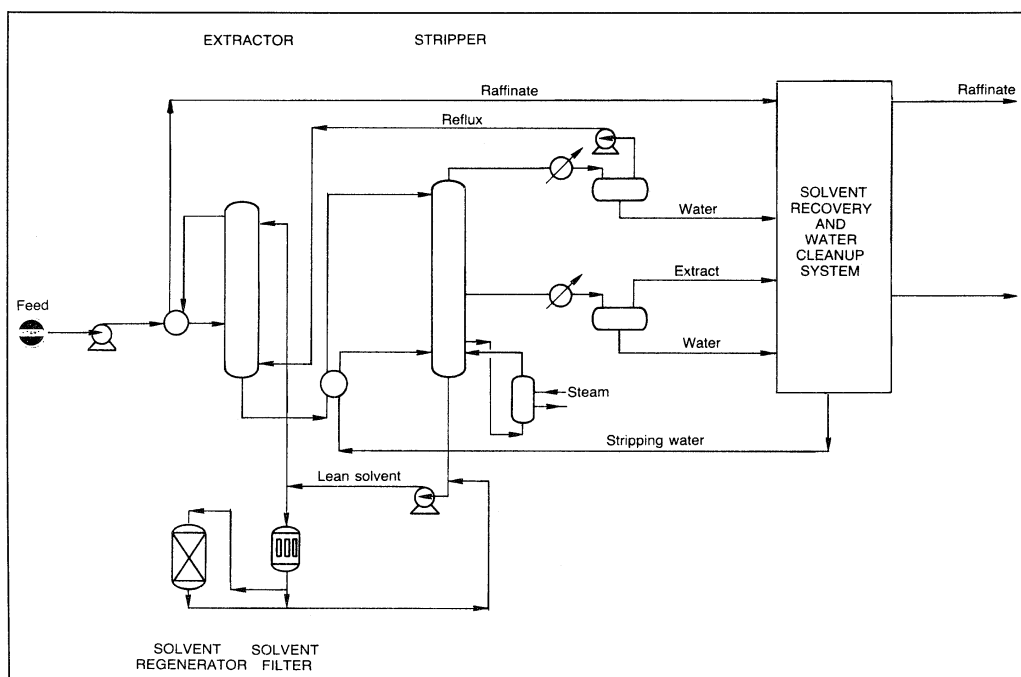 EXTRACTOR
STRIPPER
Raffinate
Raffinate
Reflux
Water
SOLVENT
RECOVERY
AND
WATER
CLEANUP
SYSTEM
Extract
Feed
Water
Steam
Stripping water
Lean solvent
SOLVENT
REGENERATOR
SOLVENT
FILTER